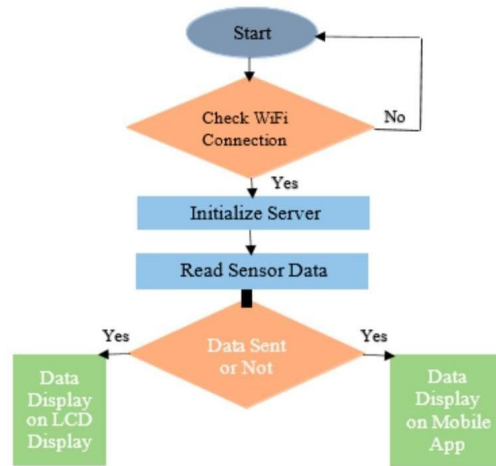 Start
Check WiFi
Connection
No
Yes
Initialize Server
Read Sensor Data
Yes
Data Sent
or Not
Yes
Data
Display
on LCD
Display
Data
Display
on Mobile
App